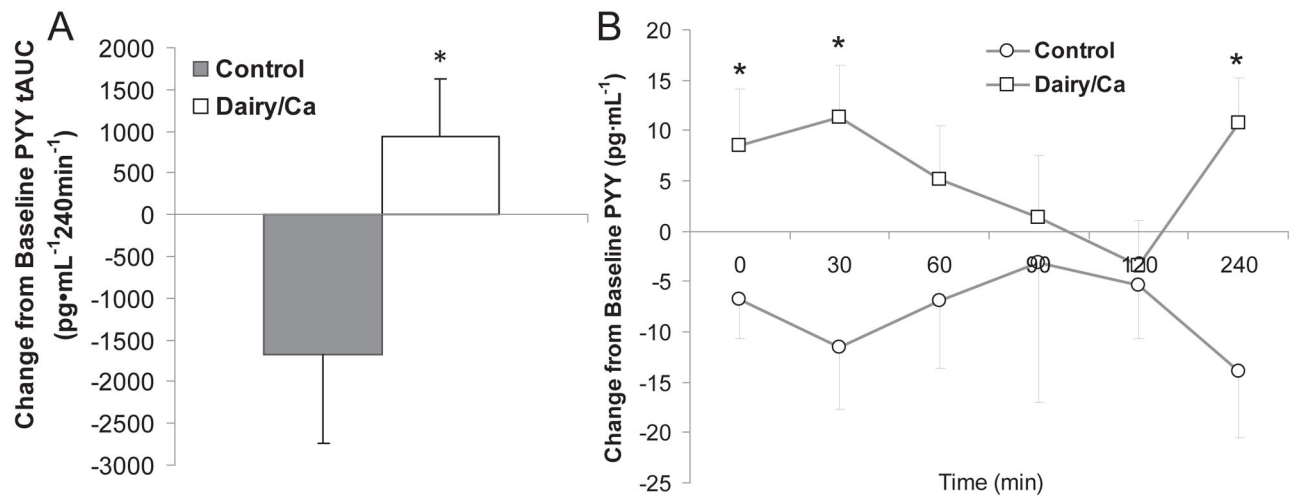 A
Change from Baseline PYY tAUC
(pg•mL-1240min-1)
2000
1500
1000
500
0
-500
-1000
-1500
-2000
-2500
-3000
Control
Dairy/Ca
*
B
Change from Baseline PYY (pg·mL-1)
20
15
10
5
0
-5
-10
-15
-20
-25
Control
Dairy/Ca
* * *
0 30 60 90 120 240
Time (min)